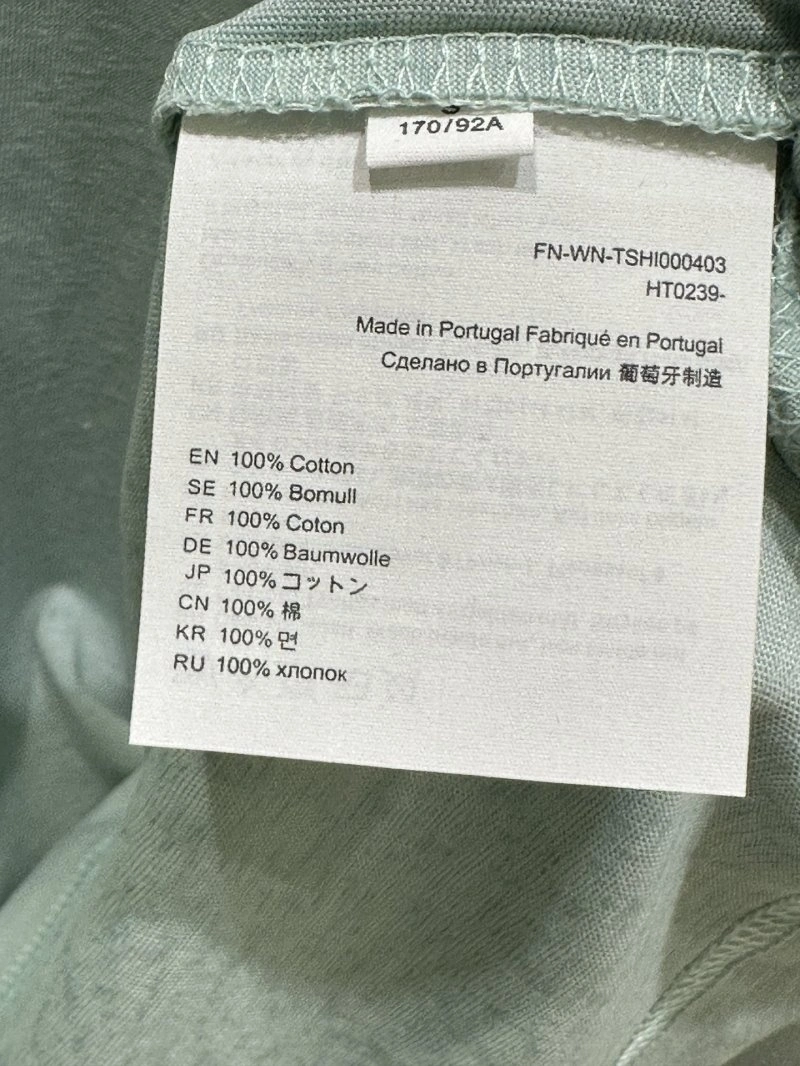 170/92A
FN-WN-TSHI000403
HT0239-
Made in Portugal Fabriqué en Portugal
Сделано в Португалии 葡萄牙制造
EN 100% Cotton
SE 100% Bomull
FR 100% Coton
DE 100% Baumwolle
JP 100% コットン
CN 100% 棉
KR 100% 면
RU 100% хлопок